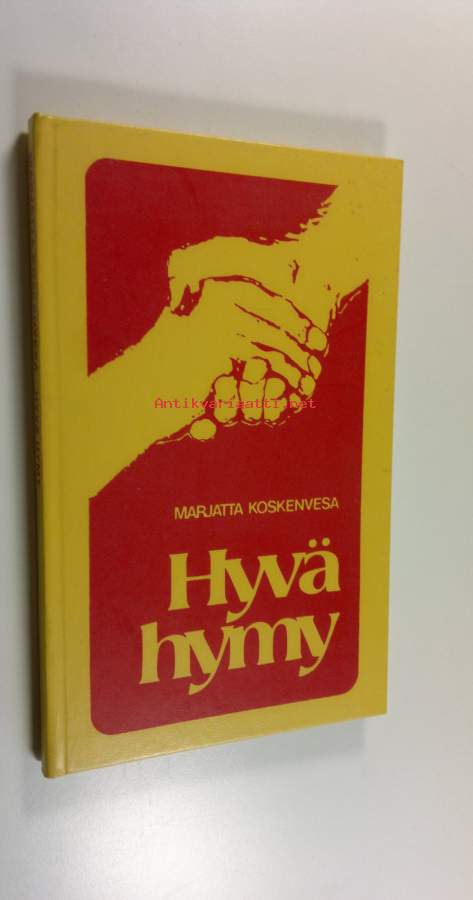 Antikvariaatti.net
MARJATTA KOSKENVESA
Hyvä
hymy